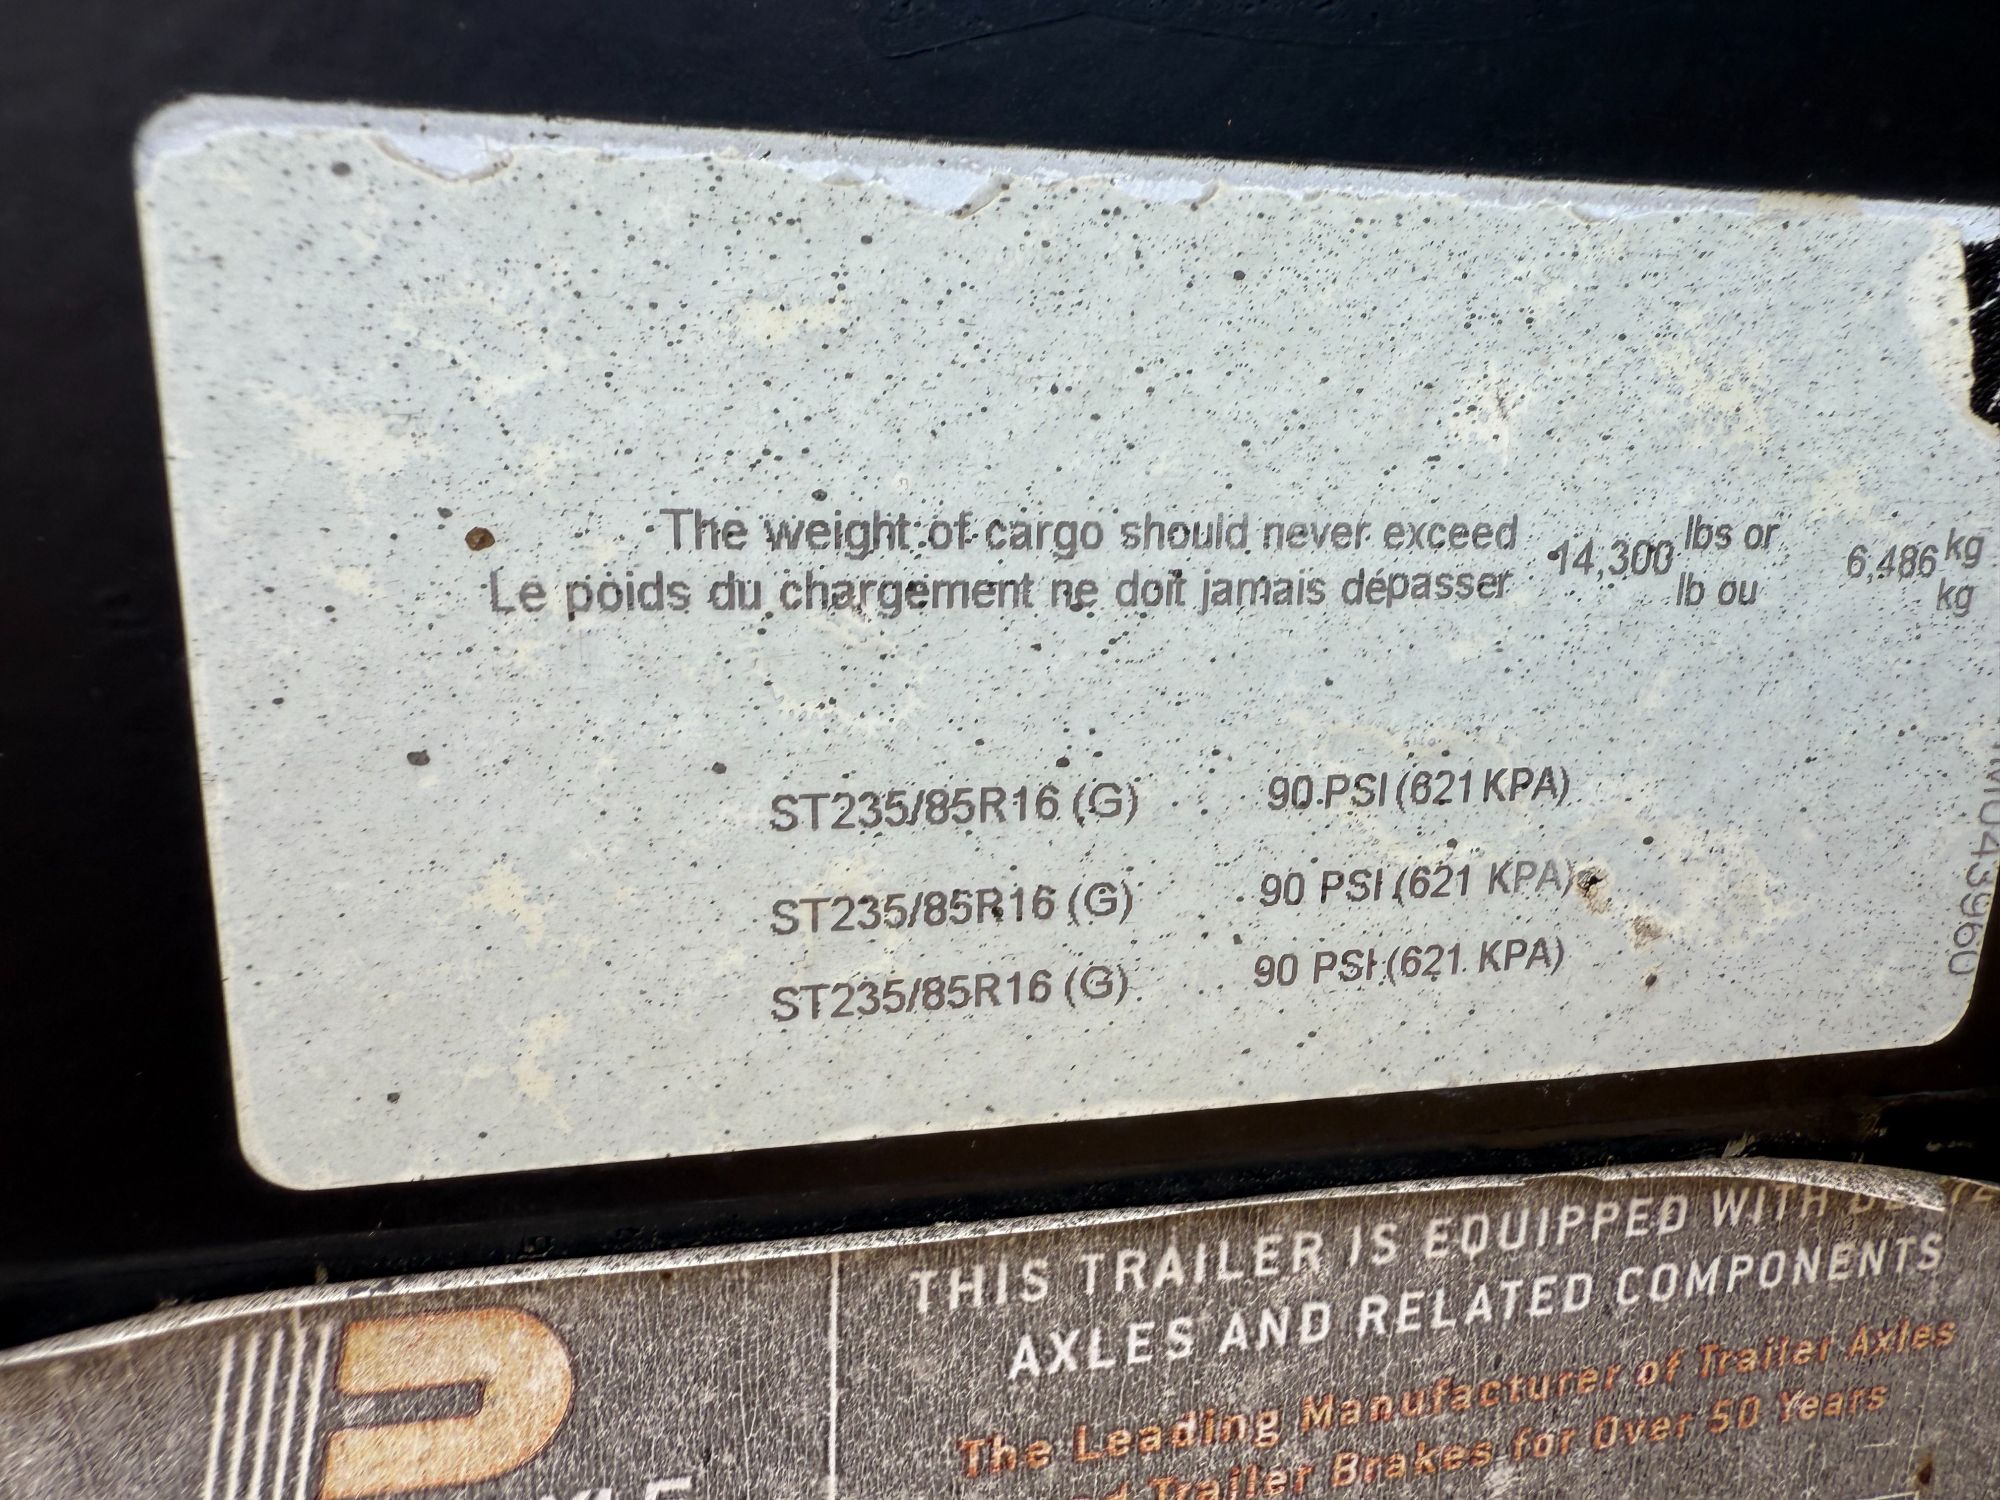 The weight of cargo should never exceed 14,300 lbs or 6,486 kg
Le poids du chargement ne doit jamais dépasser lb ou kg
ST235/85R16 (G) 90 PSI (621 KPA)
ST235/85R16 (G) 90 PSI (621 KPA)
ST235/85R16 (G) 90 PSI (621 KPA)
THIS TRAILER IS EQUIPPED WITH
AXLES AND RELATED COMPONENTS
The Leading Manufacturer of Trailer Axles
Trailer Brakes for Over 50 Years